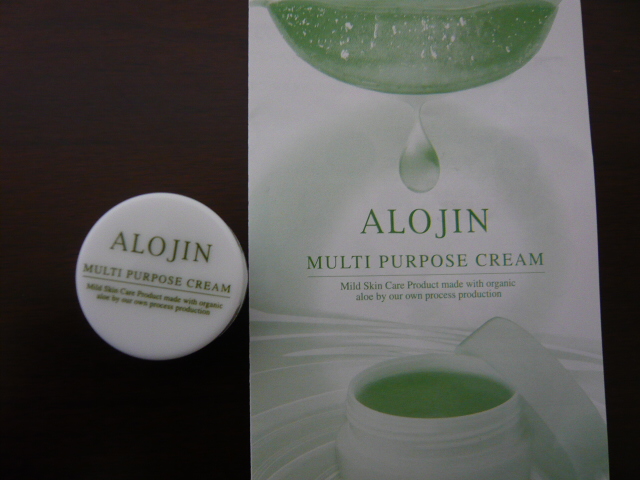 ALOJIN
MULTI PURPOSE CREAM
Mild Skin Care Product made with organic
aloe by our own process production
ALOJIN
MULTI PURPOSE CREAM
Mild Skin Care Product made with organic
aloe by our own process production